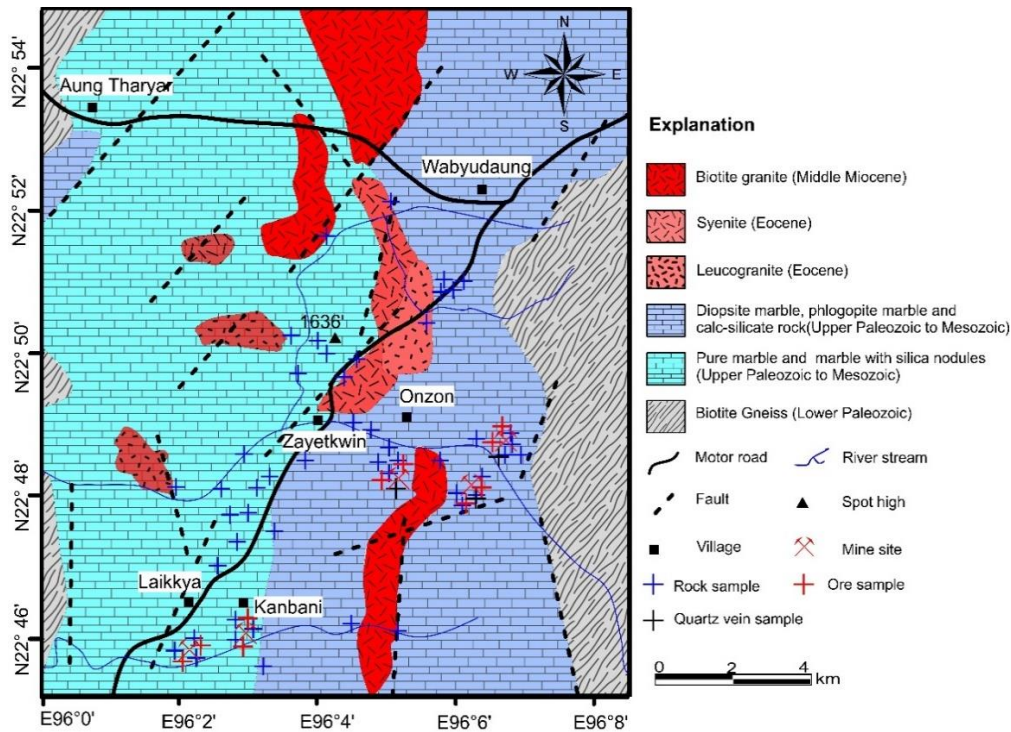 N
W
E
S
N22° 54'
N22° 52'
N22° 50'
N22° 48'
N22° 46'
Aung Tharyar
Wabyudaung
1636'
Onzon
Zayetkwin
Laikkya
Kanbani
E96°0'
E96°2'
E96°4'
E96°6'
E96°8'
Explanation
Biotite granite (Middle Miocene)
Syenite (Eocene)
Leucogranite (Eocene)
Diopsite marble, phlogopite marble and
calc-silicate rock(Upper Paleozoic to Mesozoic)
Pure marble and marble with silica nodules
(Upper Paleozoic to Mesozoic)
Biotite Gneiss (Lower Paleozoic)
Motor road
River stream
Fault
Spot high
Village
Mine site
Rock sample
Ore sample
Quartz vein sample
0 2 4
km